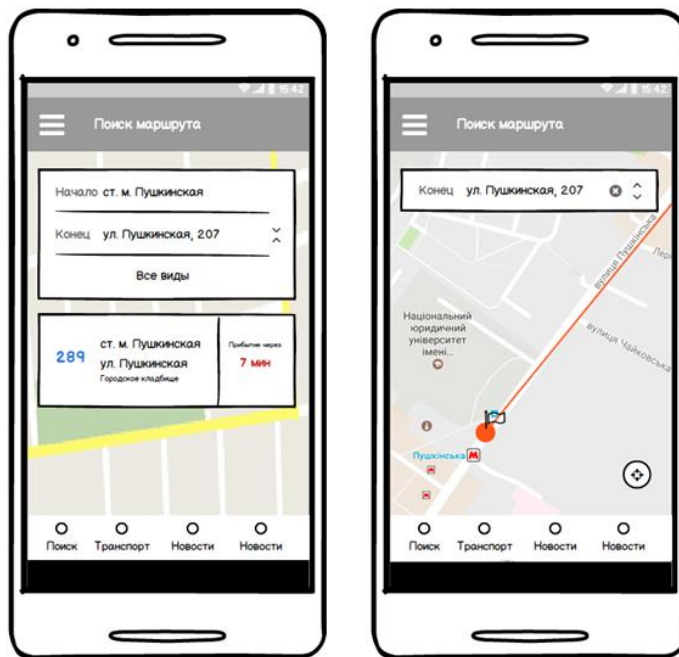 15:42
Поиск маршрута
Начало ст. м. Пушкинская
Конец ул. Пушкинская, 207
Все виды
289
ст. м. Пушкинская
ул. Пушкинская
Городское кладбище
Прибытие через
7 мин
Поиск Транспорт Новости Новости
15:42
Поиск маршрута
Конец ул. Пушкинская, 207
вулиця Пушкінська
Пере
вулиця Чайковська
Національний
юридичний
університет
імені...
Пушкінська
М
Поиск Транспорт Новости Новости